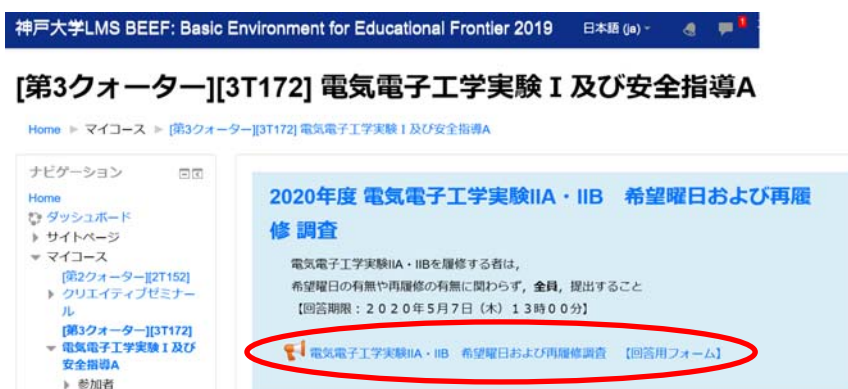 神戸大学LMS BEEF: Basic Environment for Educational Frontier 2019 日本語 (ja)
1
[第3クォーター][3T172] 電気電子工学実験 I 及び安全指導A
Home ▶ マイコース ▶ [第3クォーター][3T172] 電気電子工学実験 I 及び安全指導A
ナビゲーション
Home
ダッシュボード
サイトページ
マイコース
[第2クォーター][2T152]
クリエイティブゼミナー
ル
[第3クォーター][3T172]
電気電子工学実験 I 及び
安全指導A
参加者
2020年度 電気電子工学実験IIA・IIB 希望曜日および再履
修 調査
電気電子工学実験IIA・IIBを履修する者は，
希望曜日の有無や再履修の有無に関わらず，全員，提出すること
【回答期限：２０２０年５月７日（木）１３時００分】
電気電子工学実験IIA・IIB 希望曜日および再履修調査 【回答用フォーム】